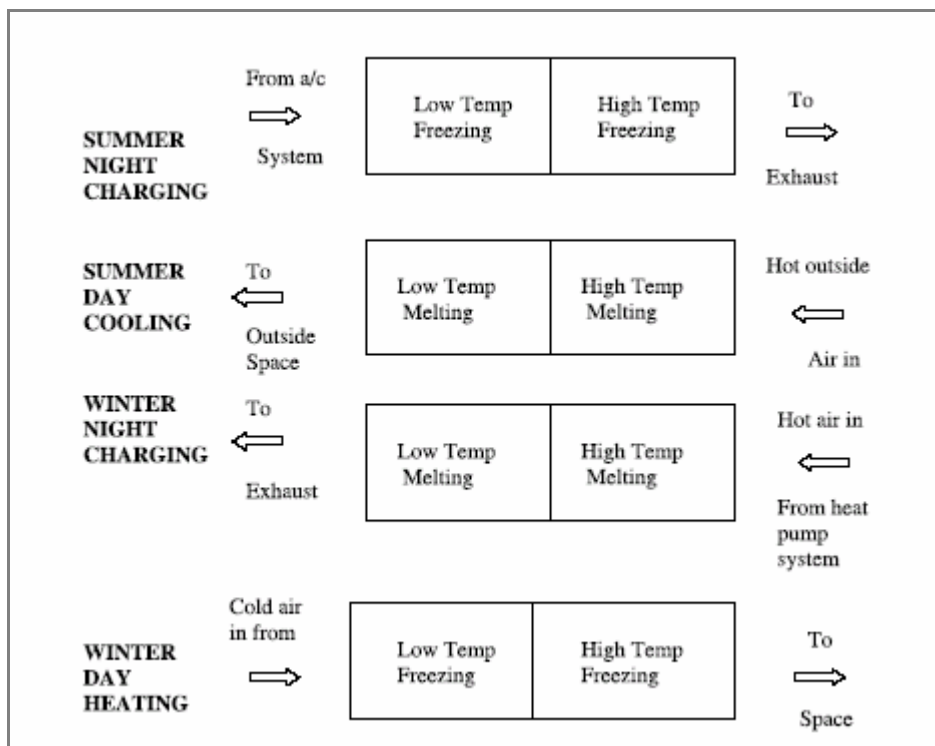 From a/c
System
SUMMER
NIGHT
CHARGING
Low Temp
Freezing
High Temp
Freezing
To
Exhaust
SUMMER
DAY
COOLING
To
Outside
Space
Low Temp
Melting
High Temp
Melting
Hot outside
Air in
WINTER
NIGHT
CHARGING
To
Exhaust
Low Temp
Melting
High Temp
Melting
Hot air in
From heat
pump
system
WINTER
DAY
HEATING
Cold air
in from
Low Temp
Freezing
High Temp
Freezing
To
Space